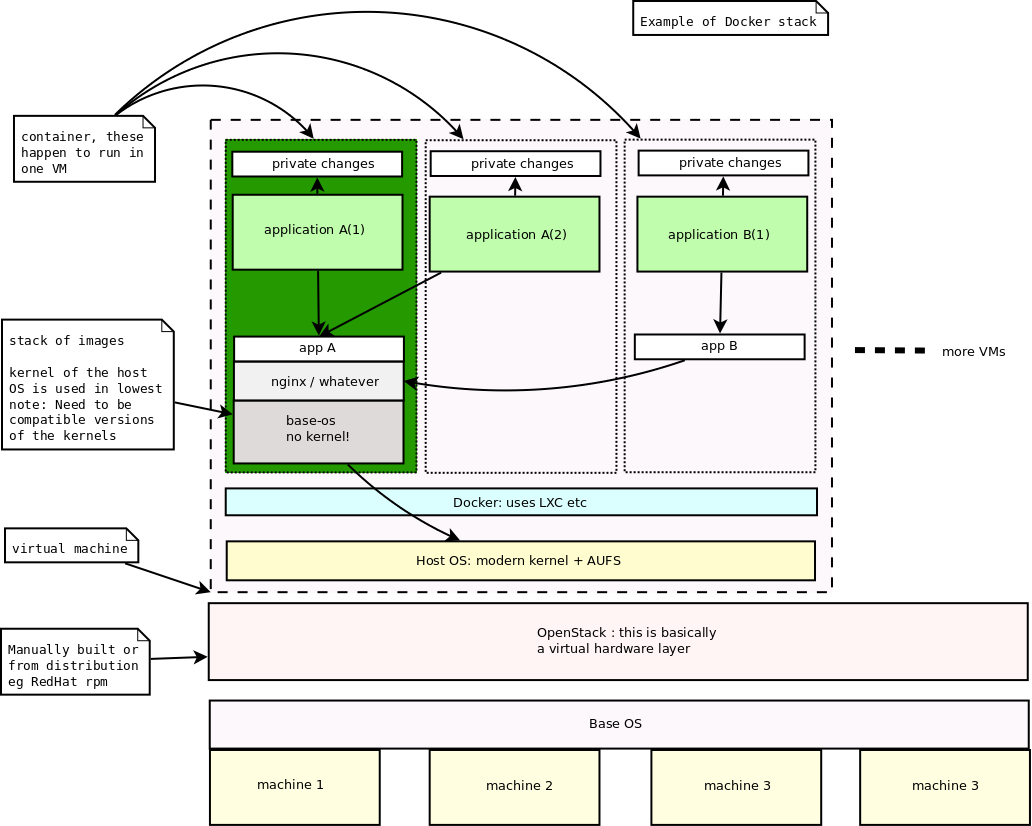 Example of Docker stack
container, these
happen to run in
one VM
private changes
private changes
private changes
application A(1)
application A(2)
application B(1)
stack of images
kernel of the host
OS is used in lowest
note: Need to be
compatible versions
of the kernels
app A
app B
more VMs
nginx / whatever
base-os
no kernel!
Docker: uses LXC etc
virtual machine
Host OS: modern kernel + AUFS
Manually built or
from distribution
eg RedHat rpm
OpenStack : this is basically
a virtual hardware layer
Base OS
machine 1
machine 2
machine 3
machine 3